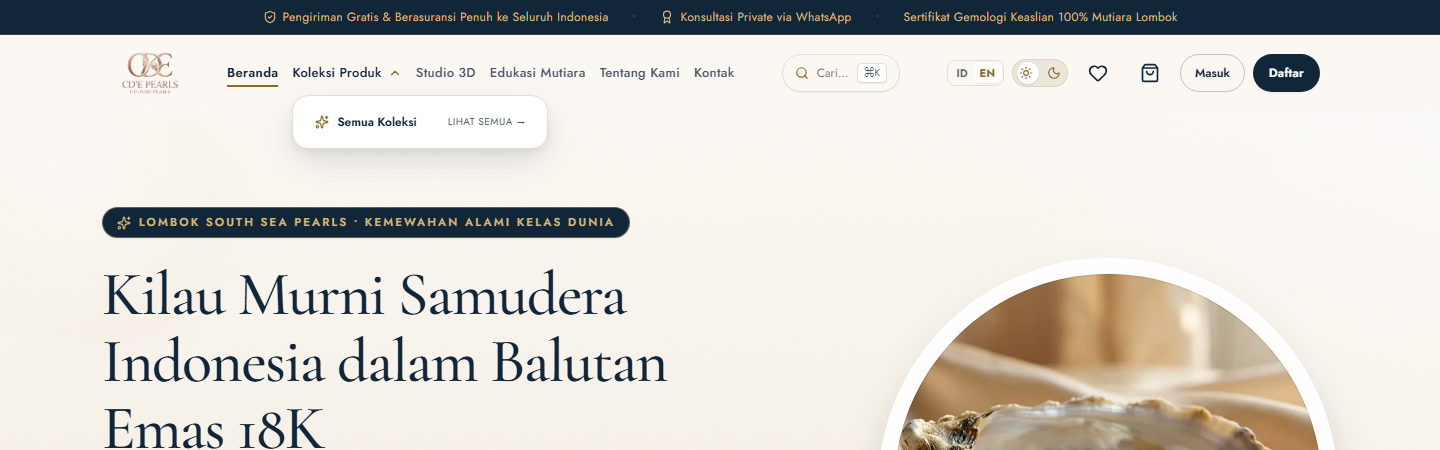 Pengiriman Gratis & Berasuransi Penuh ke Seluruh Indonesia · Konsultasi Private via WhatsApp · Sertifikat Gemologi Keaslian 100% Mutiara Lombok
CD'E PEARLS
Beranda Koleksi Produk Studio 3D Edukasi Mutiara Tentang Kami Kontak Cari... ⌘K ID EN Masuk Daftar
Semua Koleksi LIHAT SEMUA →
LOMBOK SOUTH SEA PEARLS · KEMEWAHAN ALAMI KELAS DUNIA
Kilau Murni Samudera
Indonesia dalam Balutan
Emas 18K